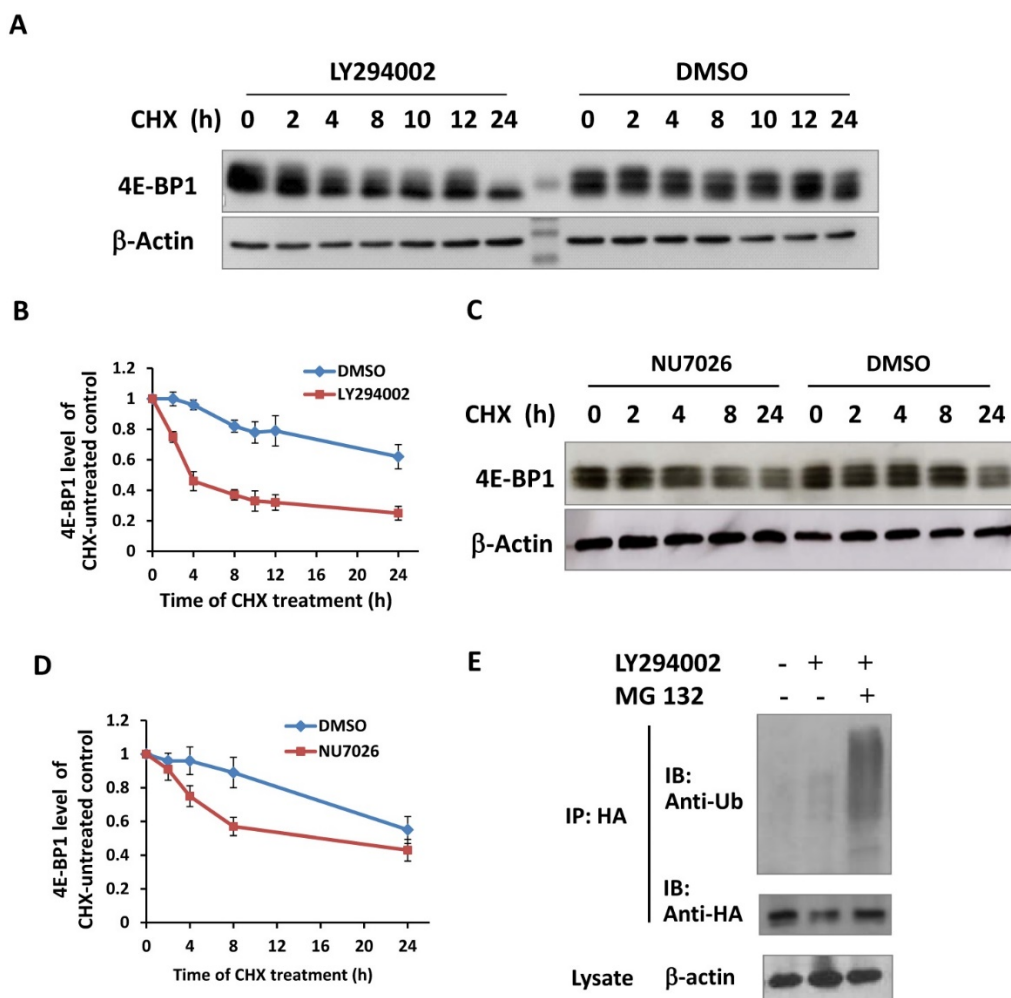 A
LY294002 DMSO
CHX (h) 0 2 4 8 10 12 24 0 2 4 8 10 12 24
4E-BP1
β-Actin
B
1.2
1
0.8
0.6
0.4
0.2
0
0 4 8 12 16 20 24
DMSO
LY294002
4E-BP1 level of
CHX-untreated control
Time of CHX treatment (h)
C
NU7026 DMSO
CHX (h) 0 2 4 8 24 0 2 4 8 24
4E-BP1
β-Actin
D
1.2
1
0.8
0.6
0.4
0.2
0
0 4 8 12 16 20 24
DMSO
NU7026
4E-BP1 level of
CHX-untreated control
Time of CHX treatment (h)
E
LY294002 - + +
MG 132 - - +
IP: HA
IB:
Anti-Ub
IB:
Anti-HA
Lysate β-actin